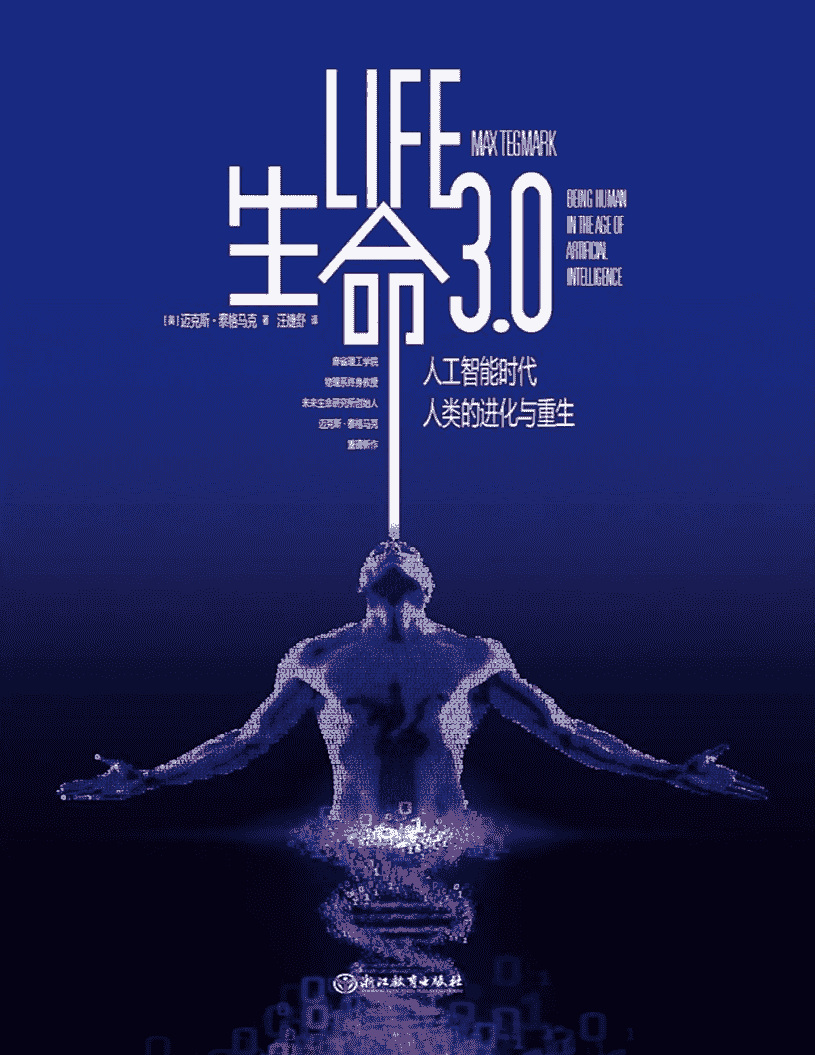 LIFE
MAX TEGMARK
生命3.0
BEING HUMAN
IN THE AGE OF
ARTIFICIAL
INTELLIGENCE
[美]迈克斯·泰格马克 著 汪婕舒 译
麻省理工学院
物理系终身教授
未来生命研究所创始人
迈克斯·泰格马克
重磅新作
人工智能时代
人类的进化与重生
浙江教育出版社